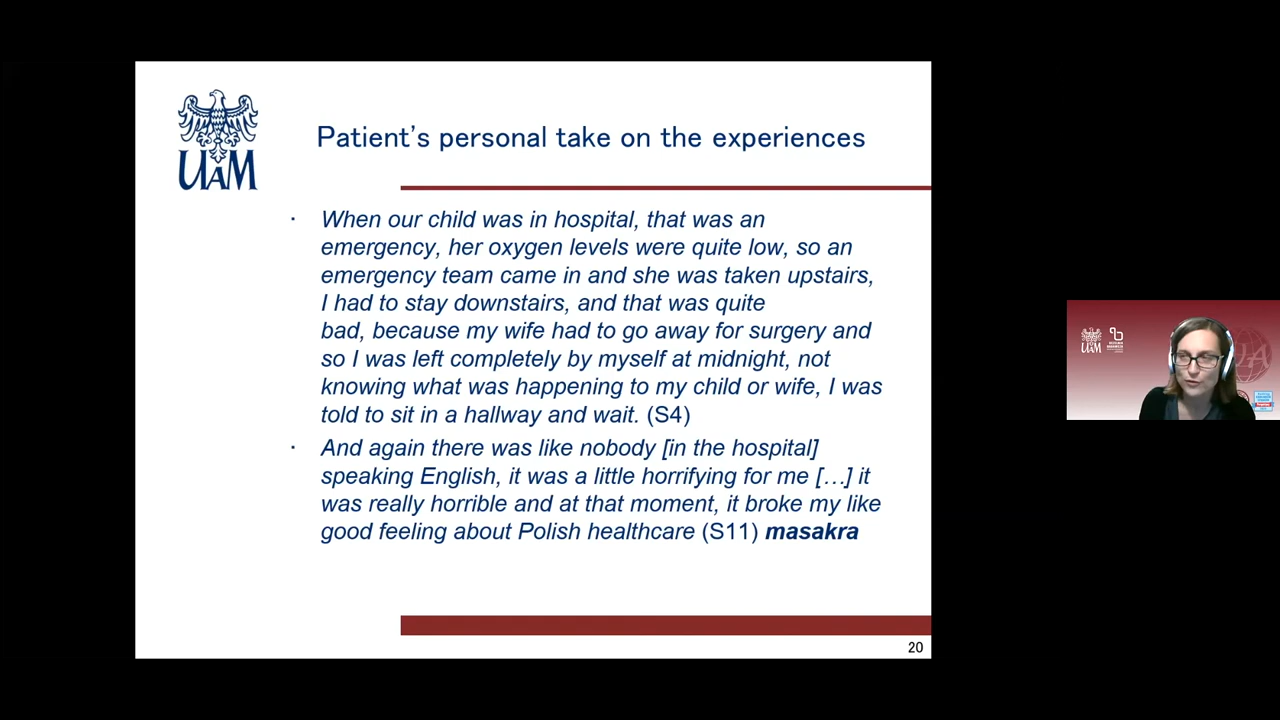 UAM
Patient's personal take on the experiences
· When our child was in hospital, that was an
emergency, her oxygen levels were quite low, so an
emergency team came in and she was taken upstairs,
I had to stay downstairs, and that was quite
bad, because my wife had to go away for surgery and
so I was left completely by myself at midnight, not
knowing what was happening to my child or wife, I was
told to sit in a hallway and wait. (S4)
· And again there was like nobody [in the hospital]
speaking English, it was a little horrifying for me […] it
was really horrible and at that moment, it broke my like
good feeling about Polish healthcare (S11) masakra
20
UAM